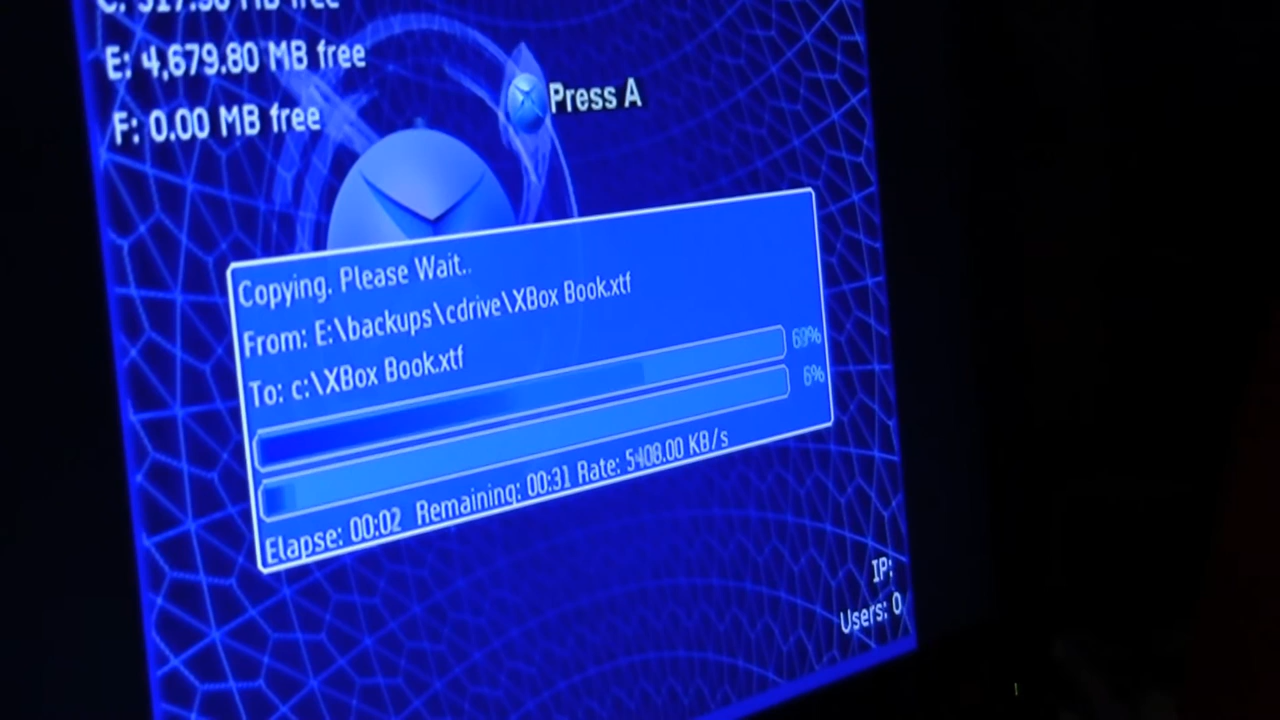 E: 4,679.80 MB free
F: 0.00 MB free
Press A
Copying. Please Wait..
From: E:\backups\cdrive\XBox Book.xtf
To: c:\XBox Book.xtf
6%
Elapse: 00:02 Remaining: 00:31 Rate: 5408.00 KB/s
IP:
Users: 0